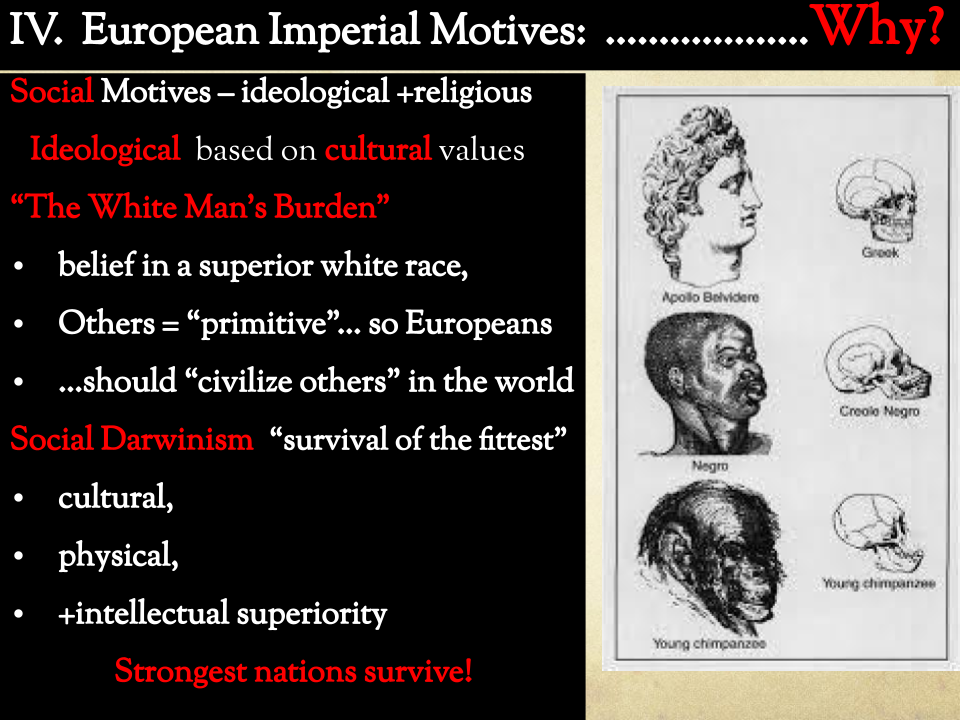 IV. European Imperial Motives: ................... Why?
Social Motives – ideological +religious
Ideological based on cultural values
“The White Man’s Burden”
• belief in a superior white race,
• Others = “primitive”... so Europeans
• ...should “civilize others” in the world
Social Darwinism “survival of the fittest”
• cultural,
• physical,
• +intellectual superiority
Strongest nations survive!
Greek
Apollo Belvidere
Creole Negro
Negro
Young chimpanzee
Young chimpanzee